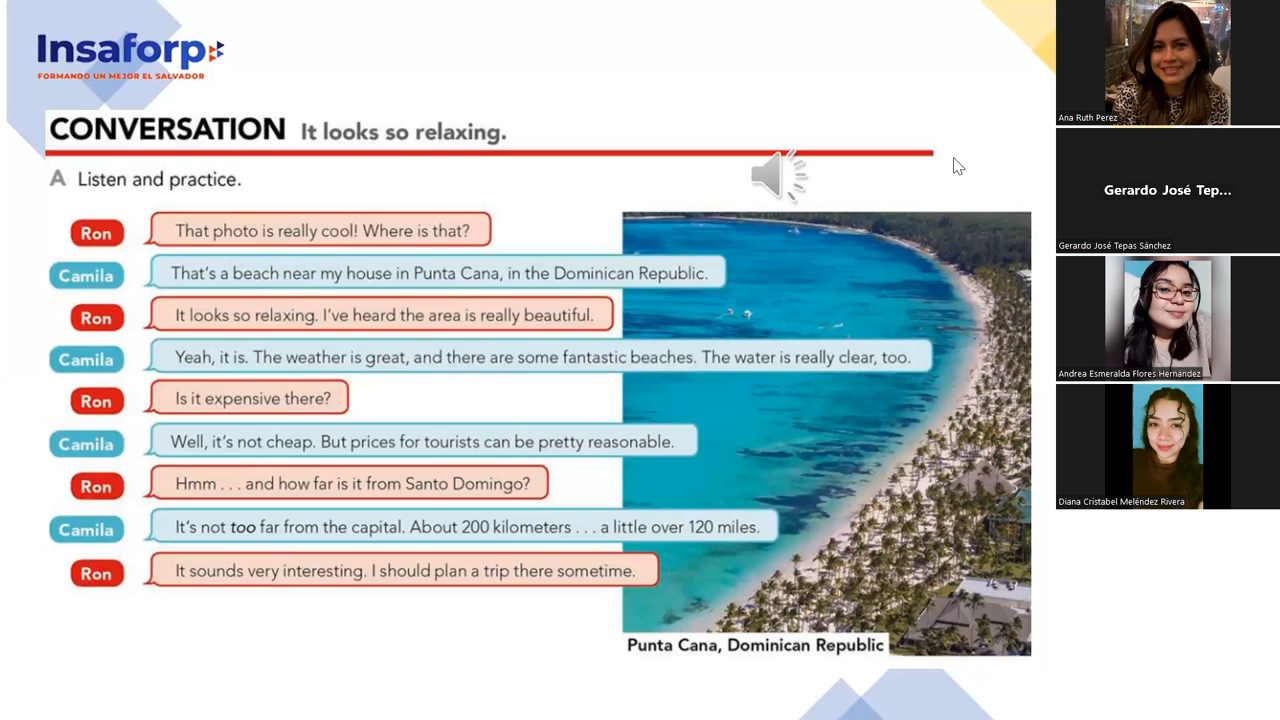 Insaforp
FORMANDO UN MEJOR EL SALVADOR
CONVERSATION It looks so relaxing.
A Listen and practice.
Ron That photo is really cool! Where is that?
Camila That's a beach near my house in Punta Cana, in the Dominican Republic.
Ron It looks so relaxing. I've heard the area is really beautiful.
Camila Yeah, it is. The weather is great, and there are some fantastic beaches. The water is really clear, too.
Ron Is it expensive there?
Camila Well, it's not cheap. But prices for tourists can be pretty reasonable.
Ron Hmm . . . and how far is it from Santo Domingo?
Camila It's not too far from the capital. About 200 kilometers . . . a little over 120 miles.
Ron It sounds very interesting. I should plan a trip there sometime.
Punta Cana, Dominican Republic
Ana Ruth Perez
Gerardo José Tep...
Gerardo José Tepas Sánchez
Andrea Esmeralda Flores Hernández
Diana Cristabel Meléndez Rivera